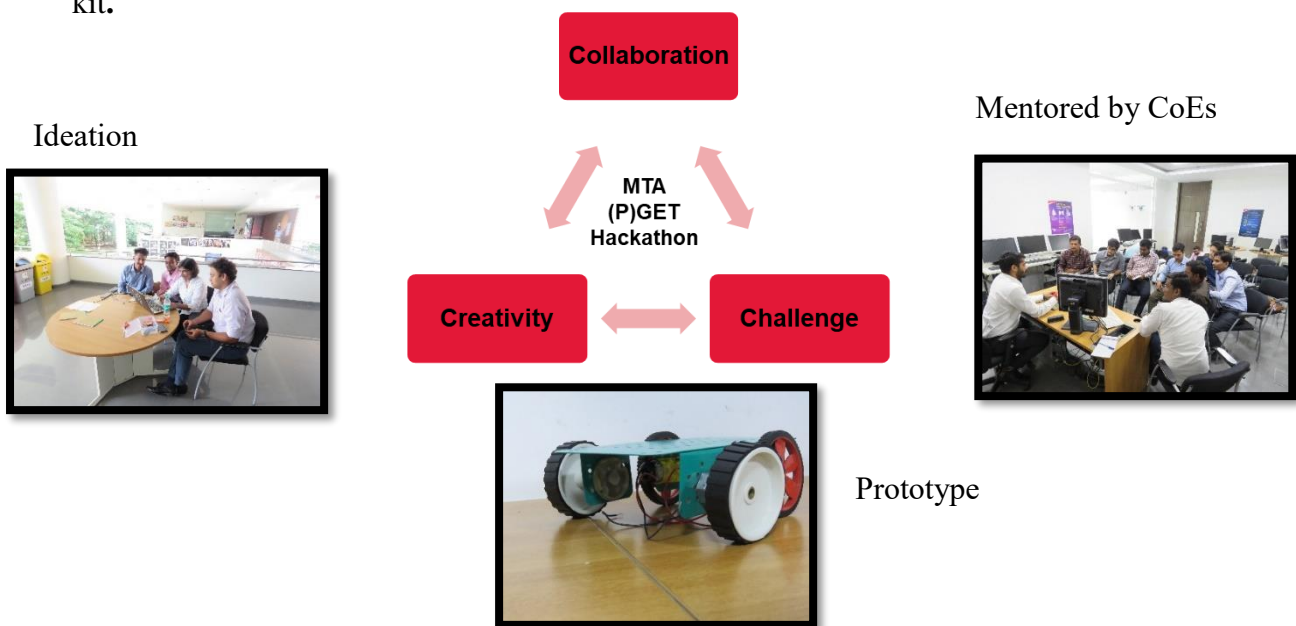 kit.
Collaboration
Mentored by CoEs
Ideation
MTA
(P)GET
Hackathon
Creativity
Challenge
Prototype